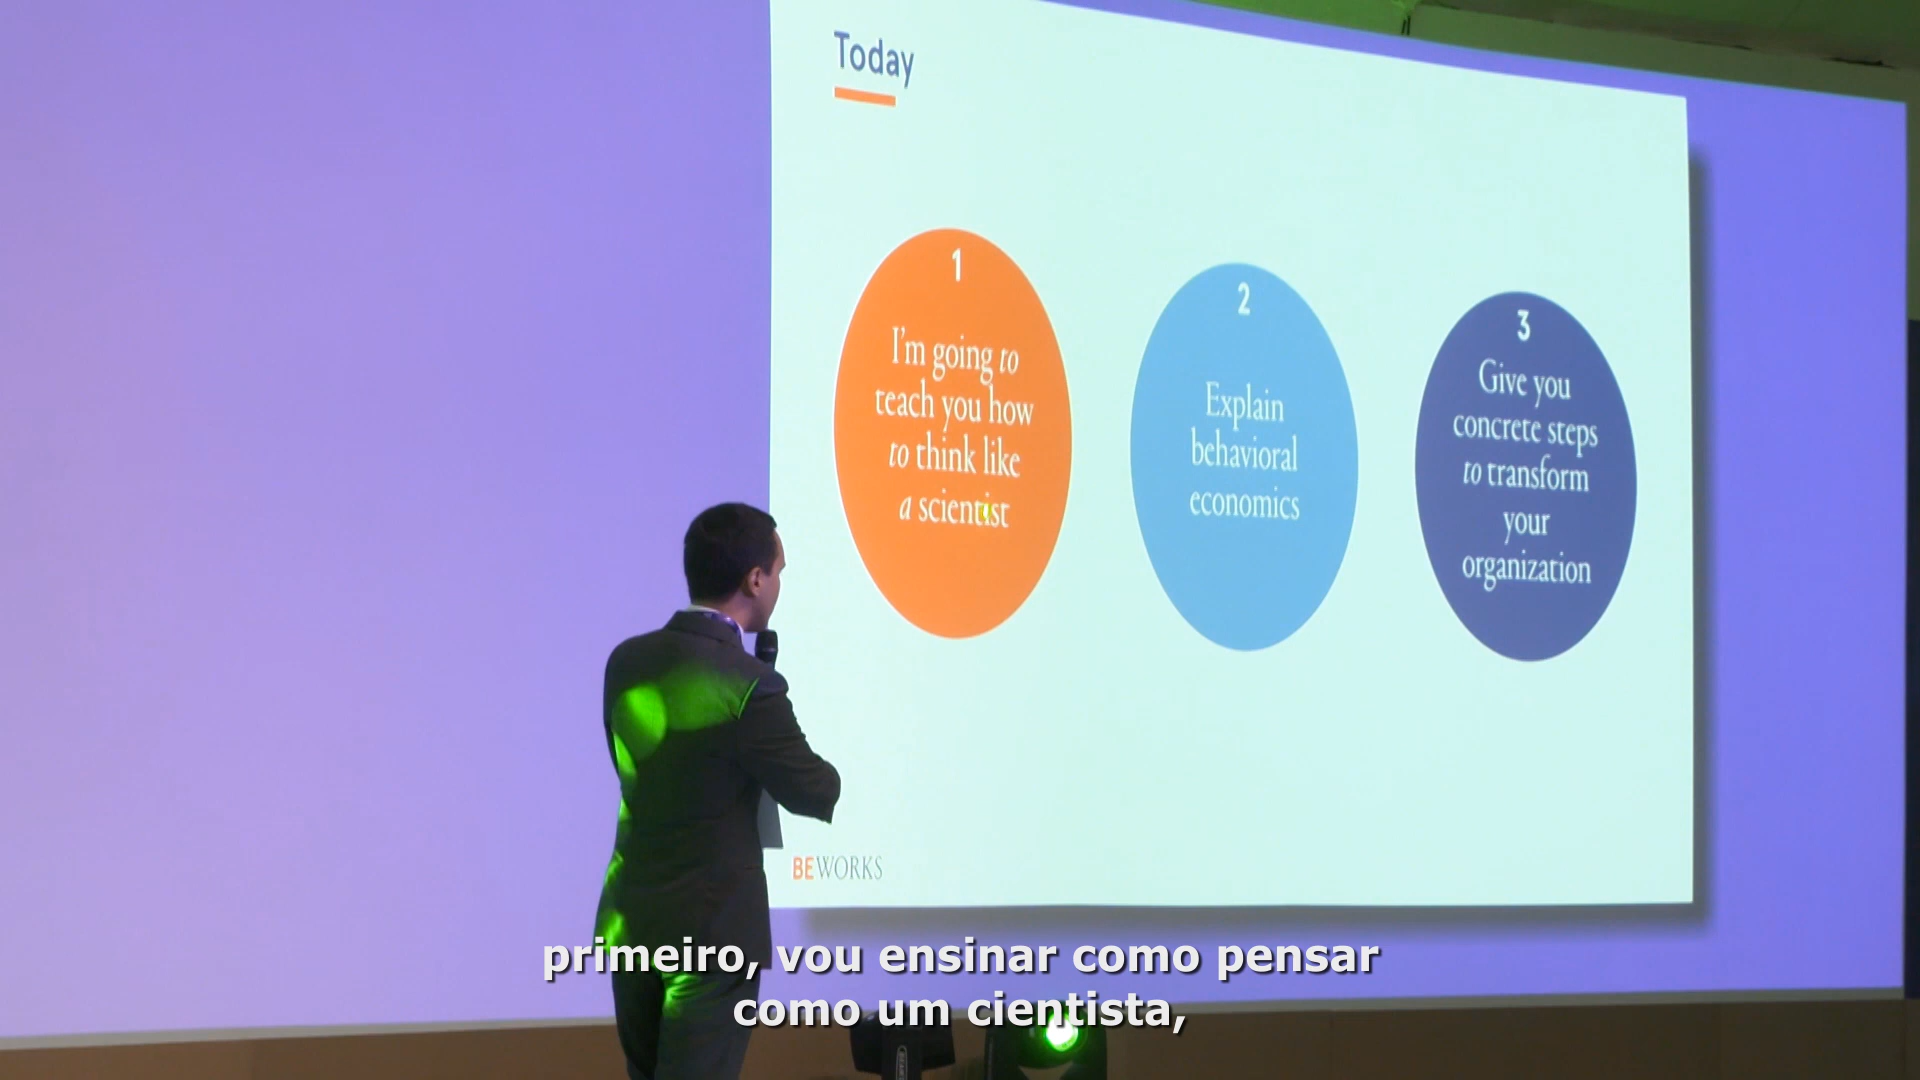 Today
1
I'm going to
teach you how
to think like
a scientist
2
Explain
behavioral
economics
3
Give you
concrete steps
to transform
your
organization
BEWORKS
primeiro, vou ensinar como pensar
como um cientista,